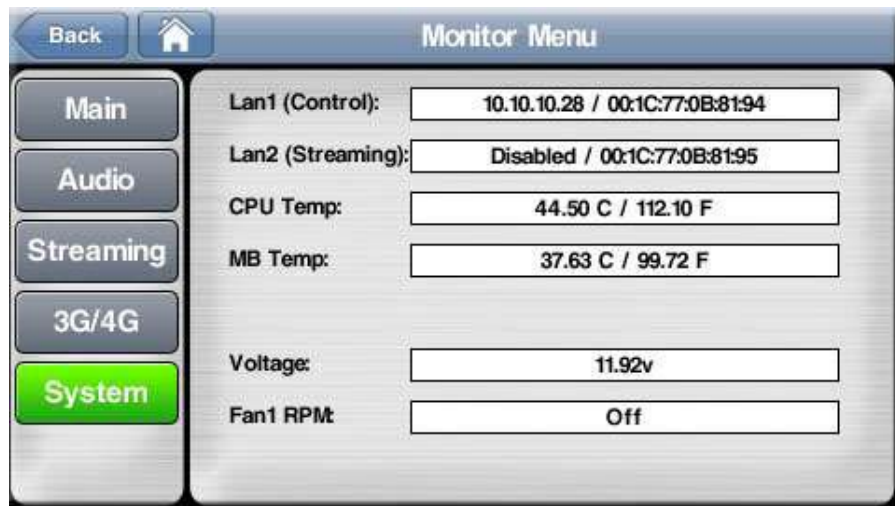 Back
Monitor Menu
Main
Audio
Streaming
3G/4G
System
Lan1 (Control): 10.10.10.28 / 00:1C:77:0B:81:94
Lan2 (Streaming): Disabled / 00:1C:77:0B:81:95
CPU Temp: 44.50 C / 112.10 F
MB Temp: 37.63 C / 99.72 F
Voltage: 11.92v
Fan1 RPM: Off